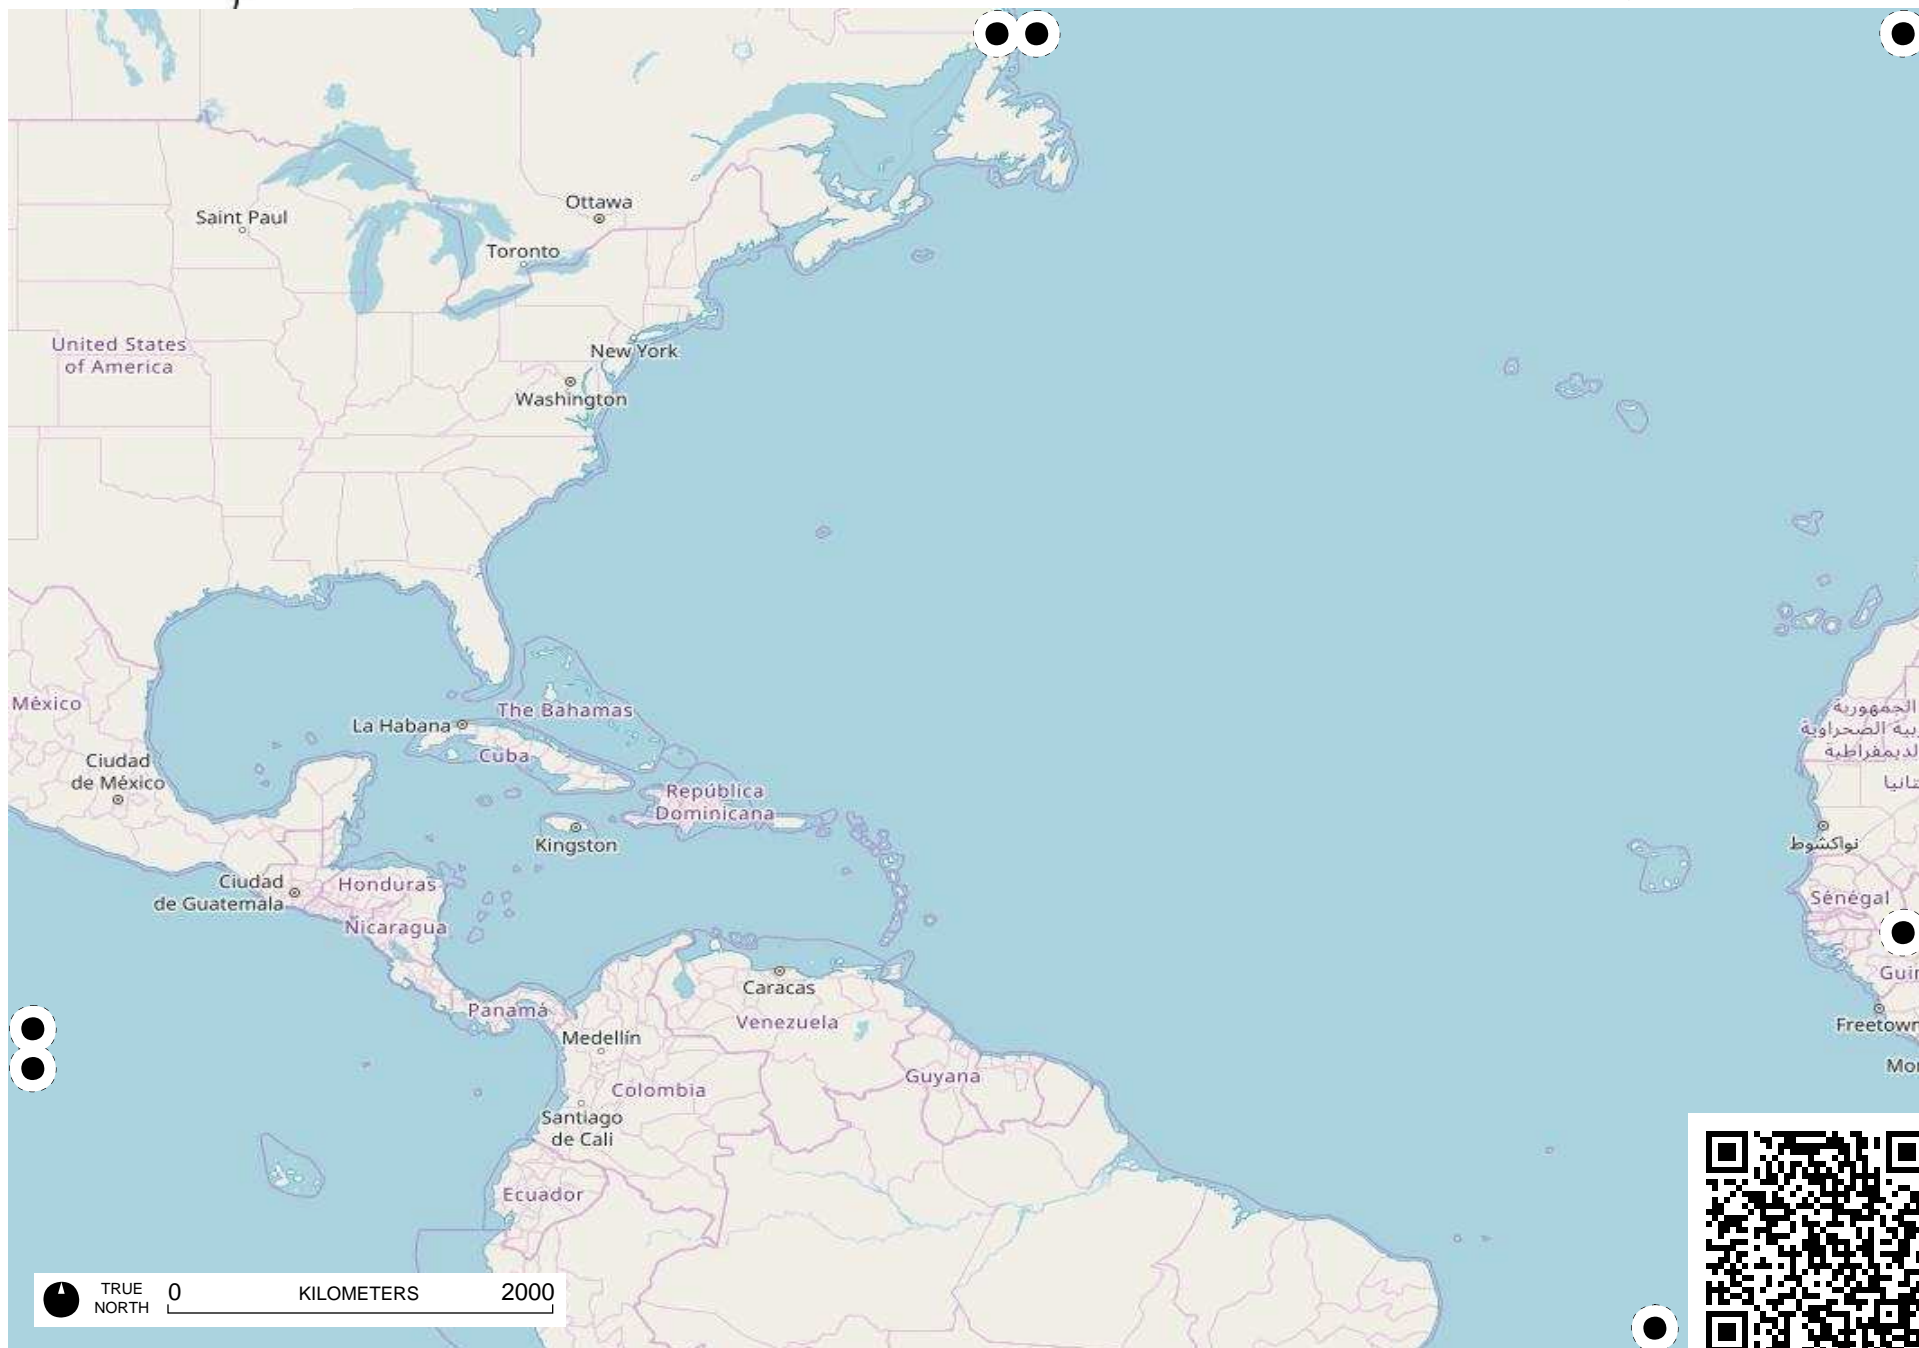 Ottawa
Saint Paul
Toronto
United States
of America
New York
Washington
México
La Habana
The Bahamas
Cuba
Ciudad
de México
República
Dominicana
Kingston
Ciudad
de Guatemala
Honduras
Nicaragua
Caracas
Panamá
Venezuela
Medellín
Guyana
Colombia
Santiago
de Cali
Ecuador
نواكشوط
Sénégal
Freetown
TRUE
NORTH
0
KILOMETERS
2000